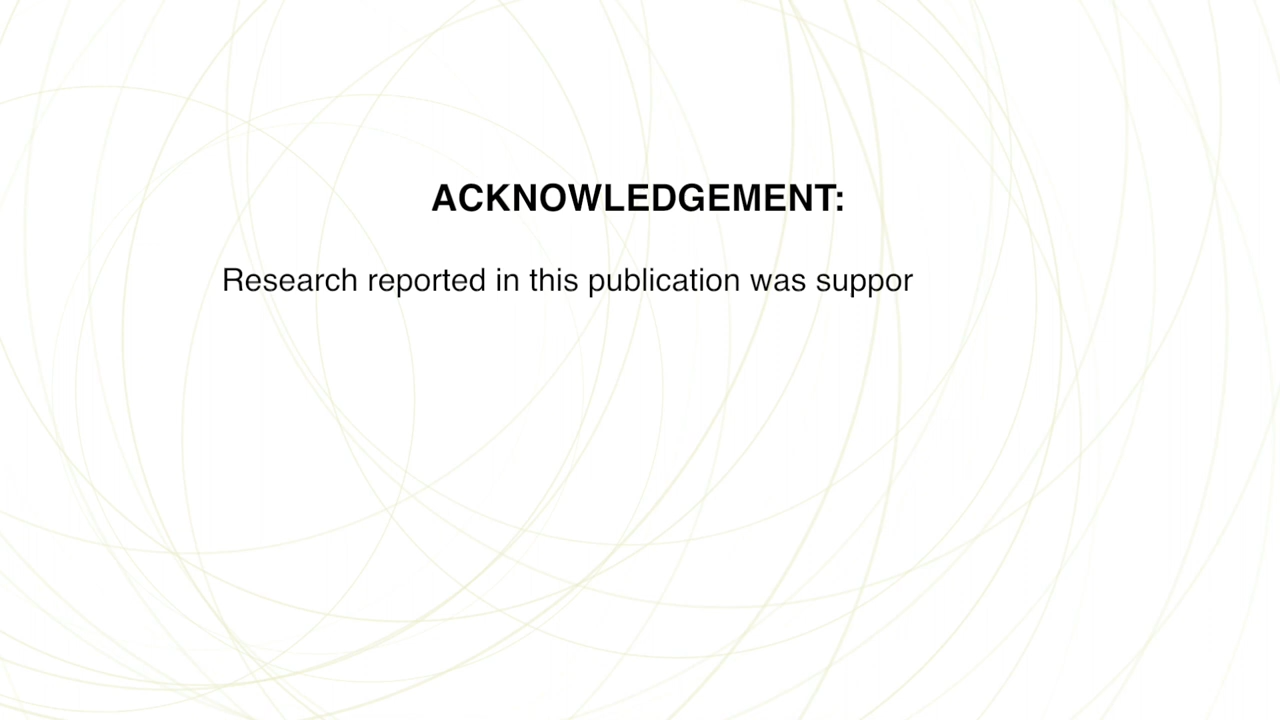 ACKNOWLEDGEMENT:
Research reported in this publication was suppor